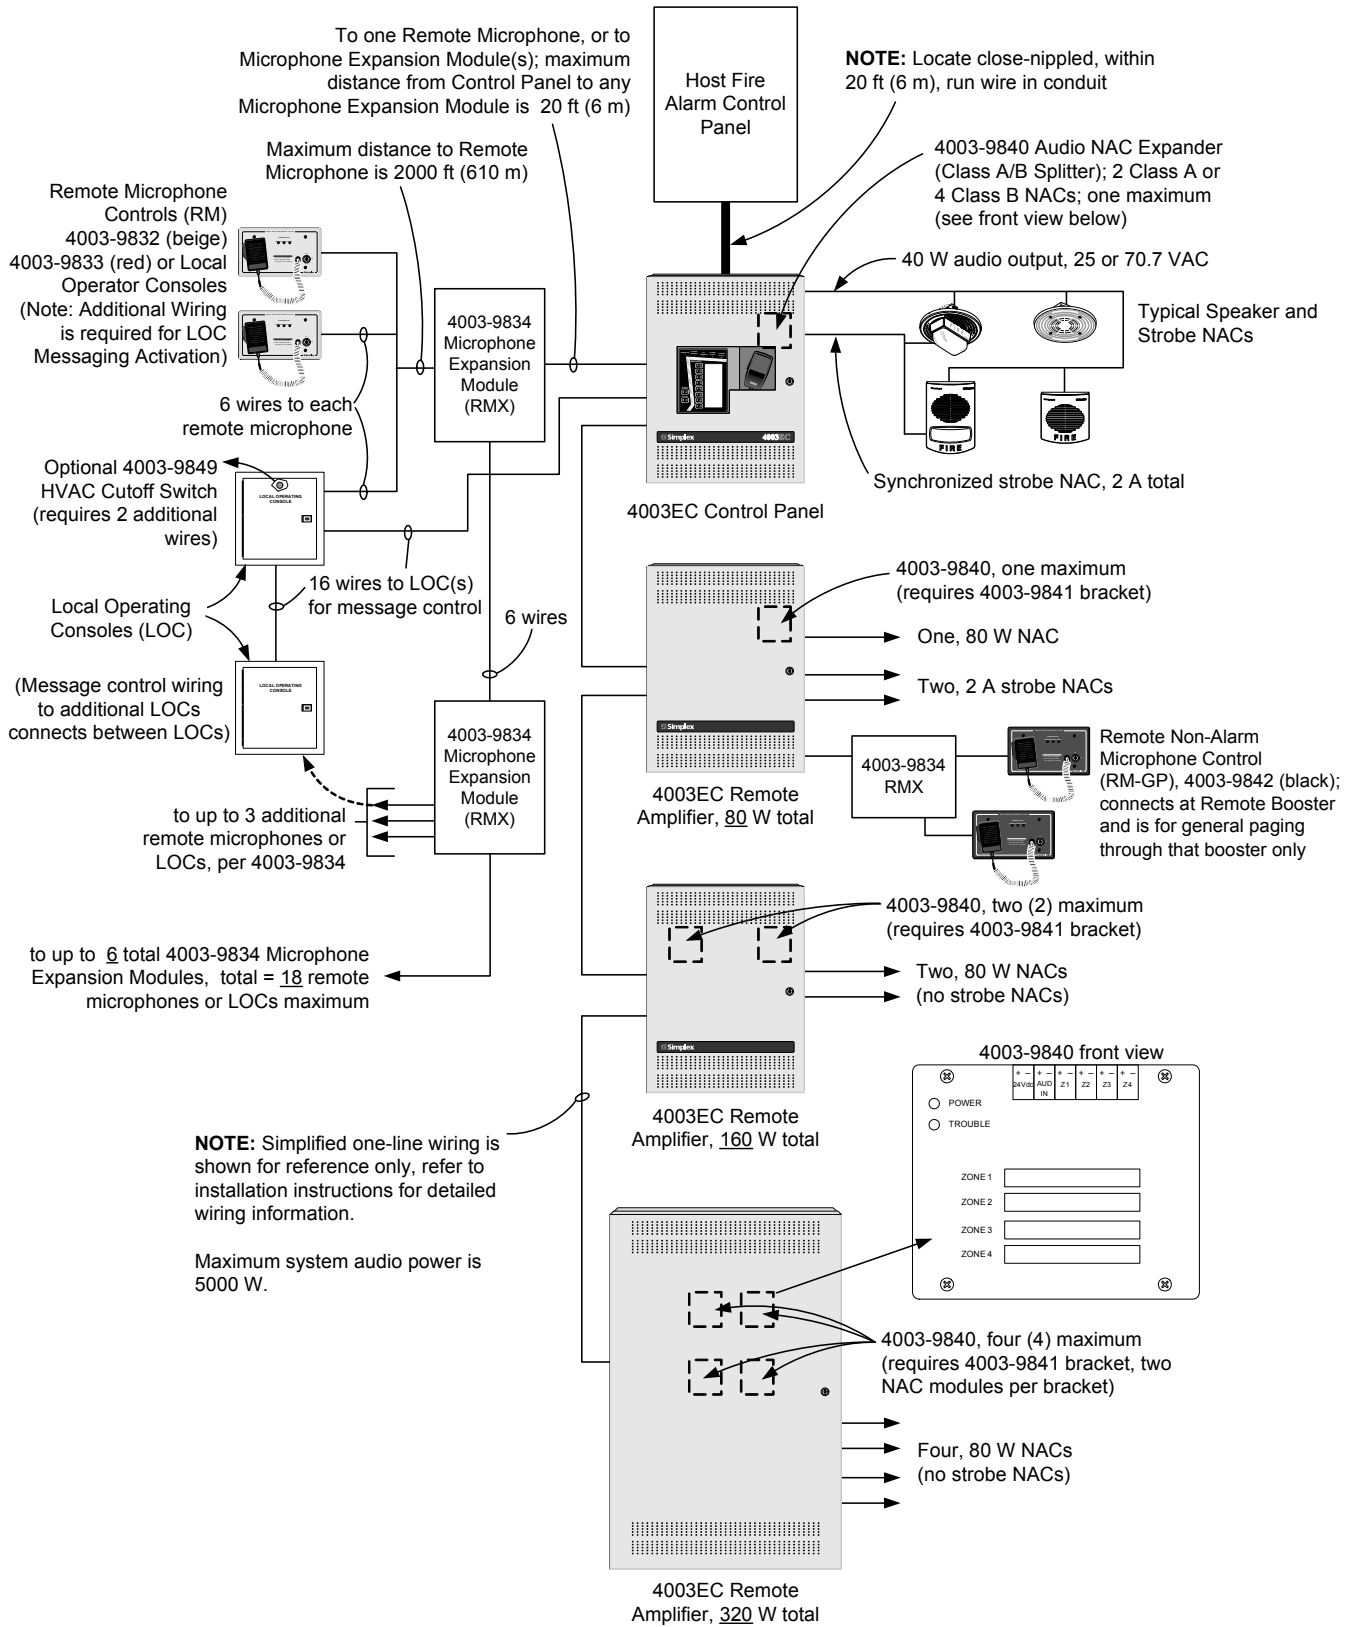 To one Remote Microphone, or to
Microphone Expansion Module(s); maximum
distance from Control Panel to any
Microphone Expansion Module is 20 ft (6 m)
Host Fire
Alarm Control
Panel
NOTE: Locate close-nippled, within
20 ft (6 m), run wire in conduit
4003-9840 Audio NAC Expander
(Class A/B Splitter); 2 Class A or
4 Class B NACs; one maximum
(see front view below)
Maximum distance to Remote
Microphone is 2000 ft (610 m)
Remote Microphone
Controls (RM)
4003-9832 (beige)
4003-9833 (red) or Local
Operator Consoles
(Note: Additional Wiring
is required for LOC
Messaging Activation)
4003-9834
Microphone
Expansion
Module
(RMX)
40 W audio output, 25 or 70.7 VAC
Typical Speaker and
Strobe NACs
FIRE
FIRE
6 wires to each
remote microphone
Simplex 4003EC
Synchronized strobe NAC, 2 A total
4003EC Control Panel
Optional 4003-9849
HVAC Cutoff Switch
(requires 2 additional
wires)
LOCAL OPERATING
CONSOLE
16 wires to LOC(s)
for message control
Local Operating
Consoles (LOC)
6 wires
(Message control wiring
to additional LOCs
connects between LOCs)
LOCAL OPERATING
CONSOLE
4003-9834
Microphone
Expansion
Module
(RMX)
to up to 3 additional
remote microphones or
LOCs, per 4003-9834
to up to 6 total 4003-9834 Microphone
Expansion Modules, total = 18 remote
microphones or LOCs maximum
4003-9840, one maximum
(requires 4003-9841 bracket)
One, 80 W NAC
Two, 2 A strobe NACs
Simplex
4003EC Remote
Amplifier, 80 W total
4003-9834
RMX
Remote Non-Alarm
Microphone Control
(RM-GP), 4003-9842 (black);
connects at Remote Booster
and is for general paging
through that booster only
4003-9840, two (2) maximum
(requires 4003-9841 bracket)
Two, 80 W NACs
(no strobe NACs)
Simplex
4003EC Remote
Amplifier, 160 W total
4003-9840 front view
+ – + – + – + – + – + –
24Vdc AUD IN Z1 Z2 Z3 Z4
POWER
TROUBLE
ZONE 1
ZONE 2
ZONE 3
ZONE 4
NOTE: Simplified one-line wiring is
shown for reference only, refer to
installation instructions for detailed
wiring information.
Maximum system audio power is
5000 W.
4003-9840, four (4) maximum
(requires 4003-9841 bracket, two
NAC modules per bracket)
Four, 80 W NACs
(no strobe NACs)
4003EC Remote
Amplifier, 320 W total